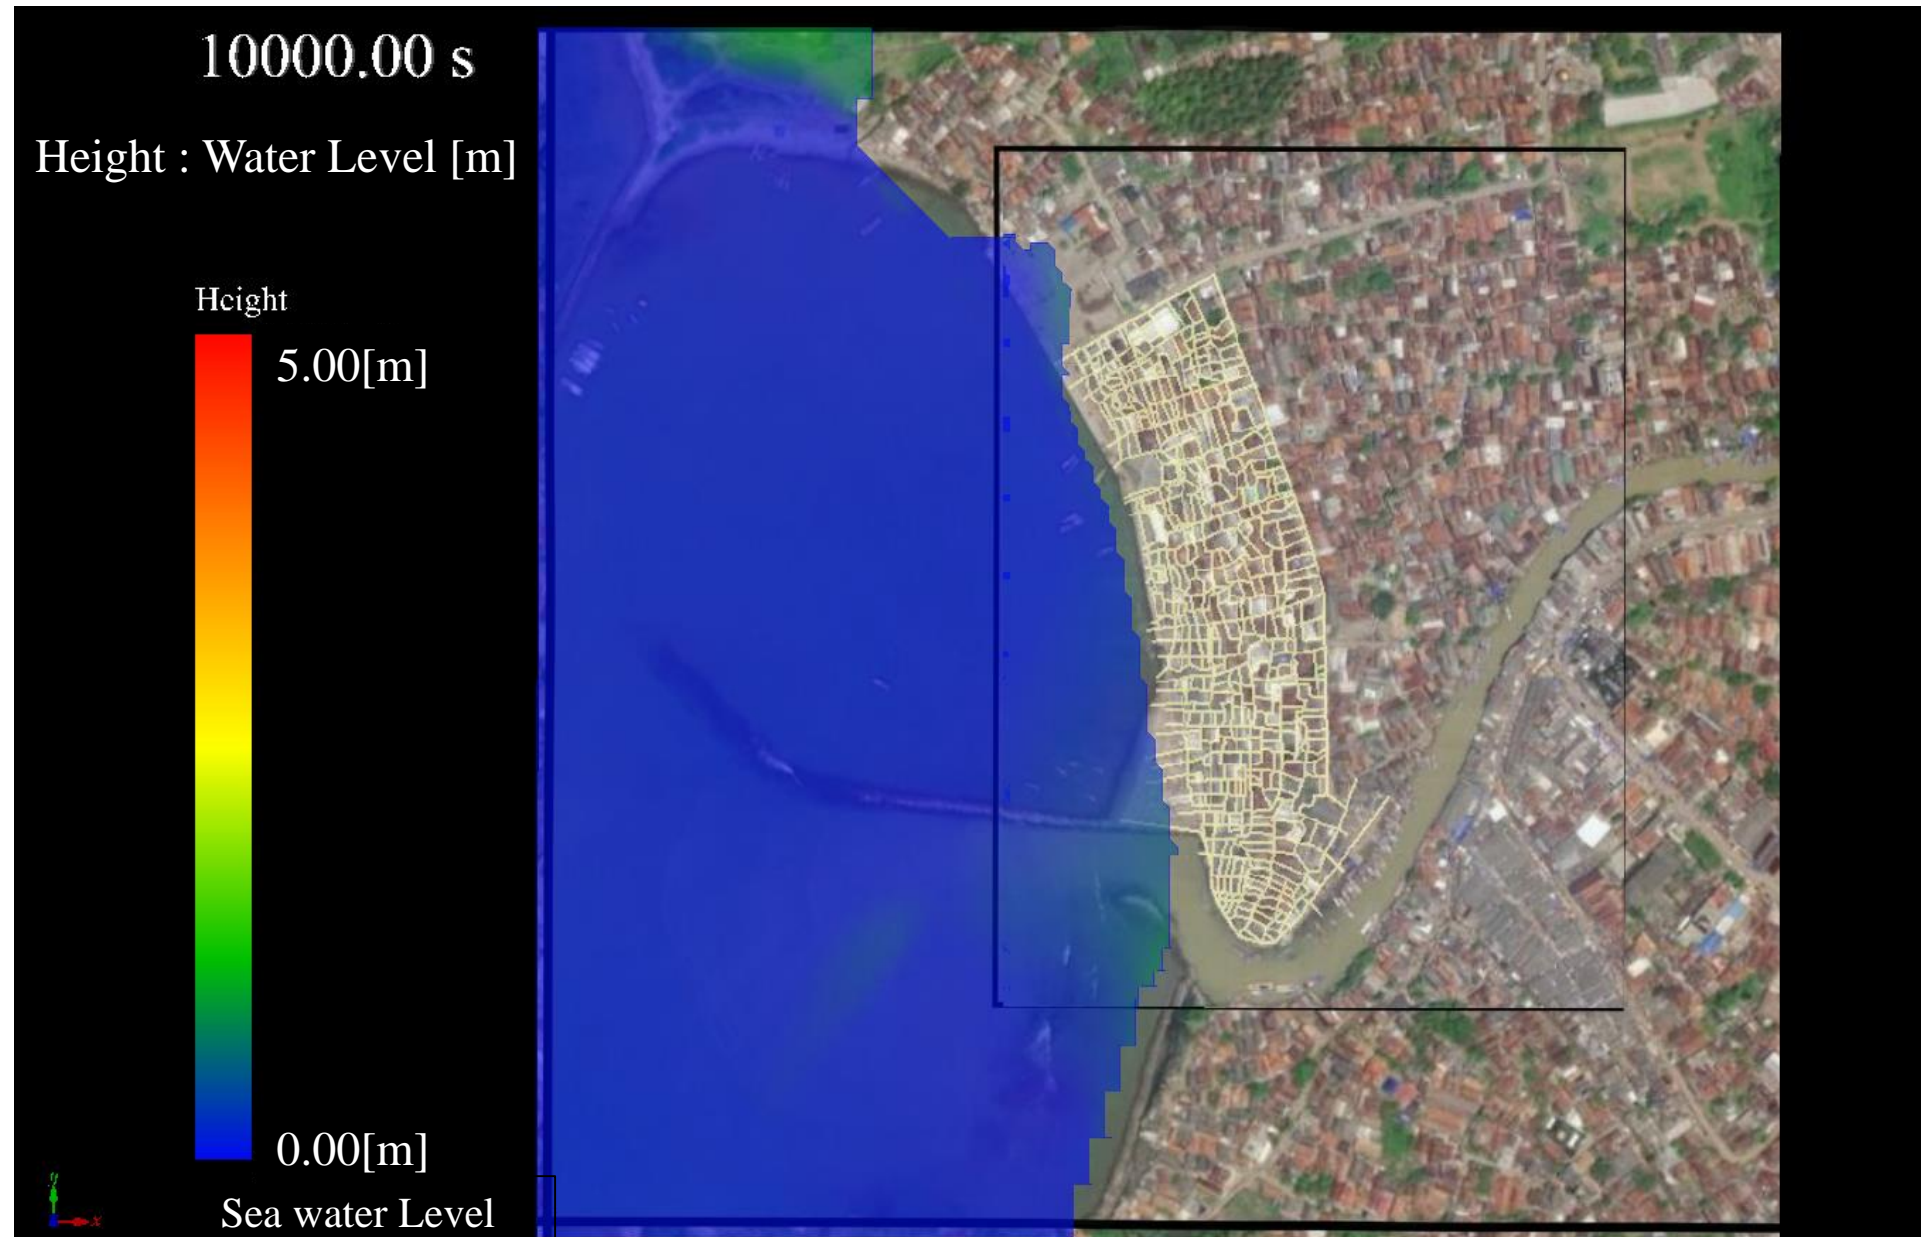 10000.00 s
Height : Water Level [m]
Height
5.00[m]
0.00[m]
y
x
Sea water Level